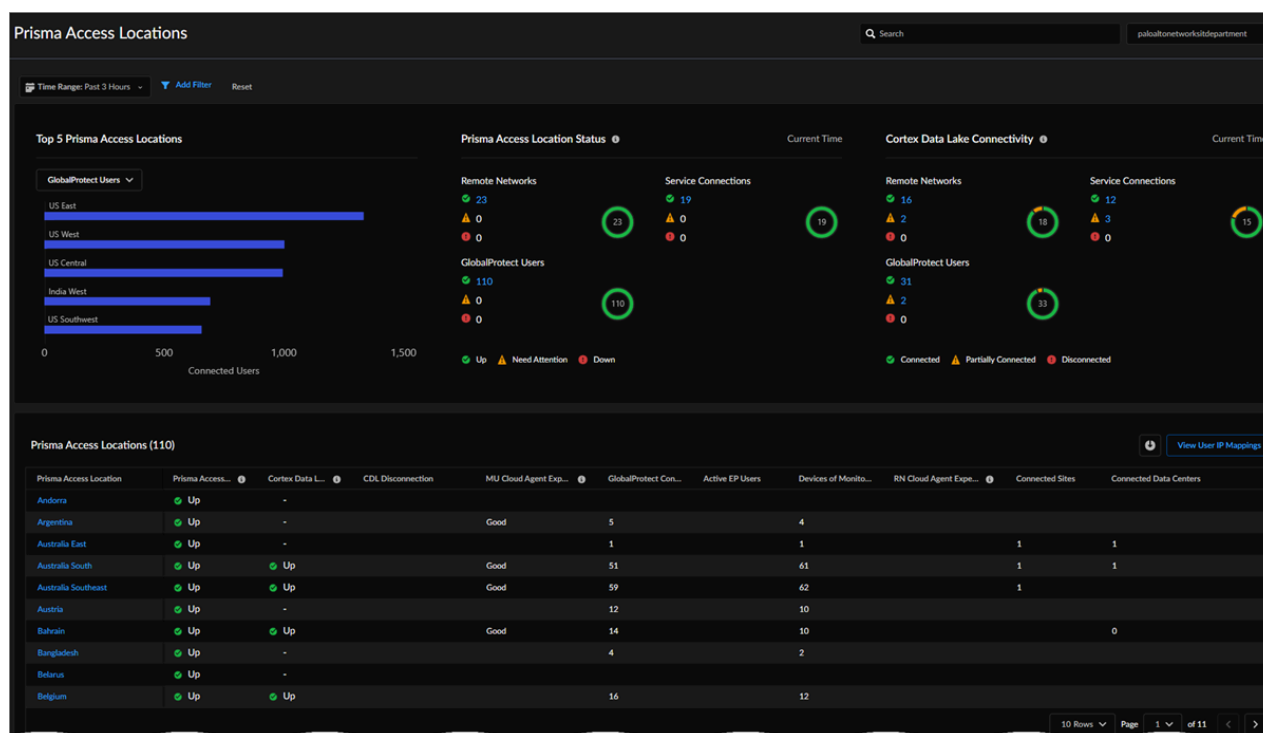 Prisma Access Locations
Search
paloaltonetworksitdepartment
Time Range: Past 3 Hours
Add Filter
Reset
Top 5 Prisma Access Locations
GlobalProtect Users
US East
US West
US Central
India West
US Southwest
0 500 1,000 1,500
Connected Users
Prisma Access Location Status
Current Time
Remote Networks
23
0
0
23
Service Connections
19
0
0
19
GlobalProtect Users
110
0
0
110
Up Need Attention Down
Cortex Data Lake Connectivity
Current Time
Remote Networks
16
2
0
18
Service Connections
12
3
0
15
GlobalProtect Users
31
2
0
33
Connected Partially Connected Disconnected
Prisma Access Locations (110)
View User IP Mappings
Prisma Access Location Prisma Access... Cortex Data L... CDL Disconnection MU Cloud Agent Exp... GlobalProtect Con... Active EP Users Devices of Monito... RN Cloud Agent Expe... Connected Sites Connected Data Centers
Andorra Up -
Argentina Up - Good 5 4
Australia East Up - 1 1 1 1
Australia South Up Up Good 51 61 1 1
Australia Southeast Up Up Good 59 62 1
Austria Up - 12 10
Bahrain Up Up Good 14 10 0
Bangladesh Up - 4 2
Belarus Up -
Belgium Up Up 16 12
10 Rows Page 1 of 11